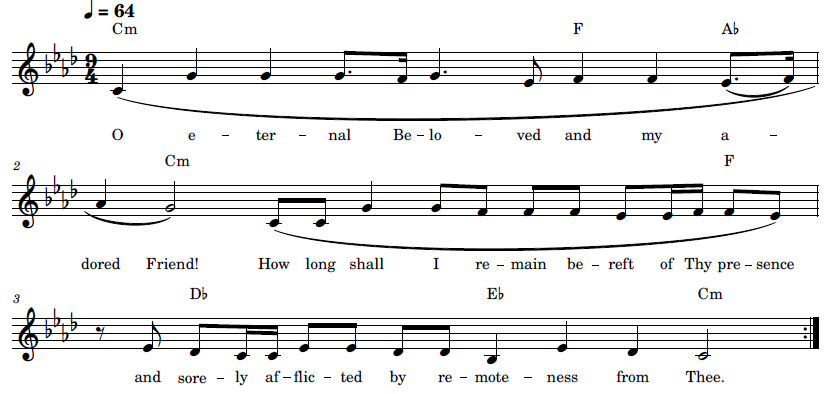 ♩ = 64
Cm F A♭
9
4
O e – ter – nal Be – lo – ved and my a –
2
Cm F
dored Friend! How long shall I re – main be – reft of Thy pre – sence
3
D♭ E♭ Cm
and sore – ly af – flic – ted by re – mote – ness from Thee.